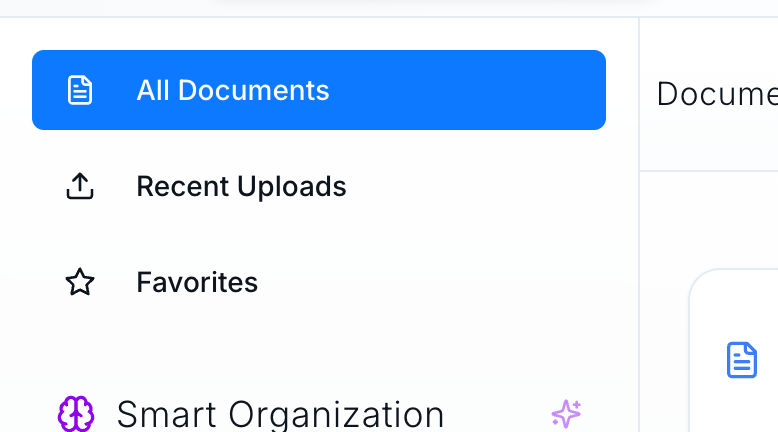 All Documents
Docume
Recent Uploads
Favorites
Smart Organization